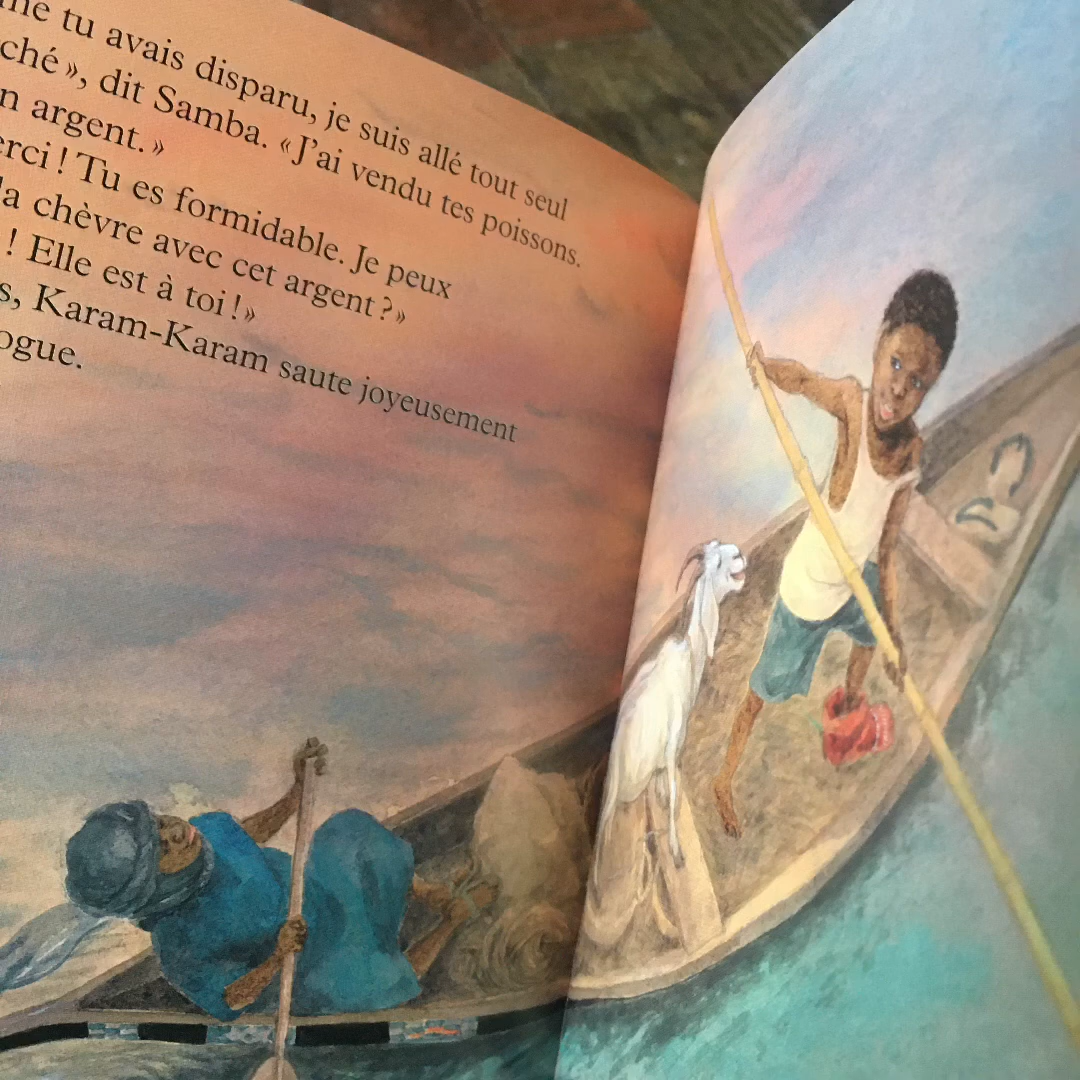 me tu avais disparu, je suis allé tout seul
ché », dit Samba. « J'ai vendu tes poissons.
n argent. »
erci ! Tu es formidable. Je peux
la chèvre avec cet argent ? »
! Elle est à toi ! »
s, Karam-Karam saute joyeusement
ogue.